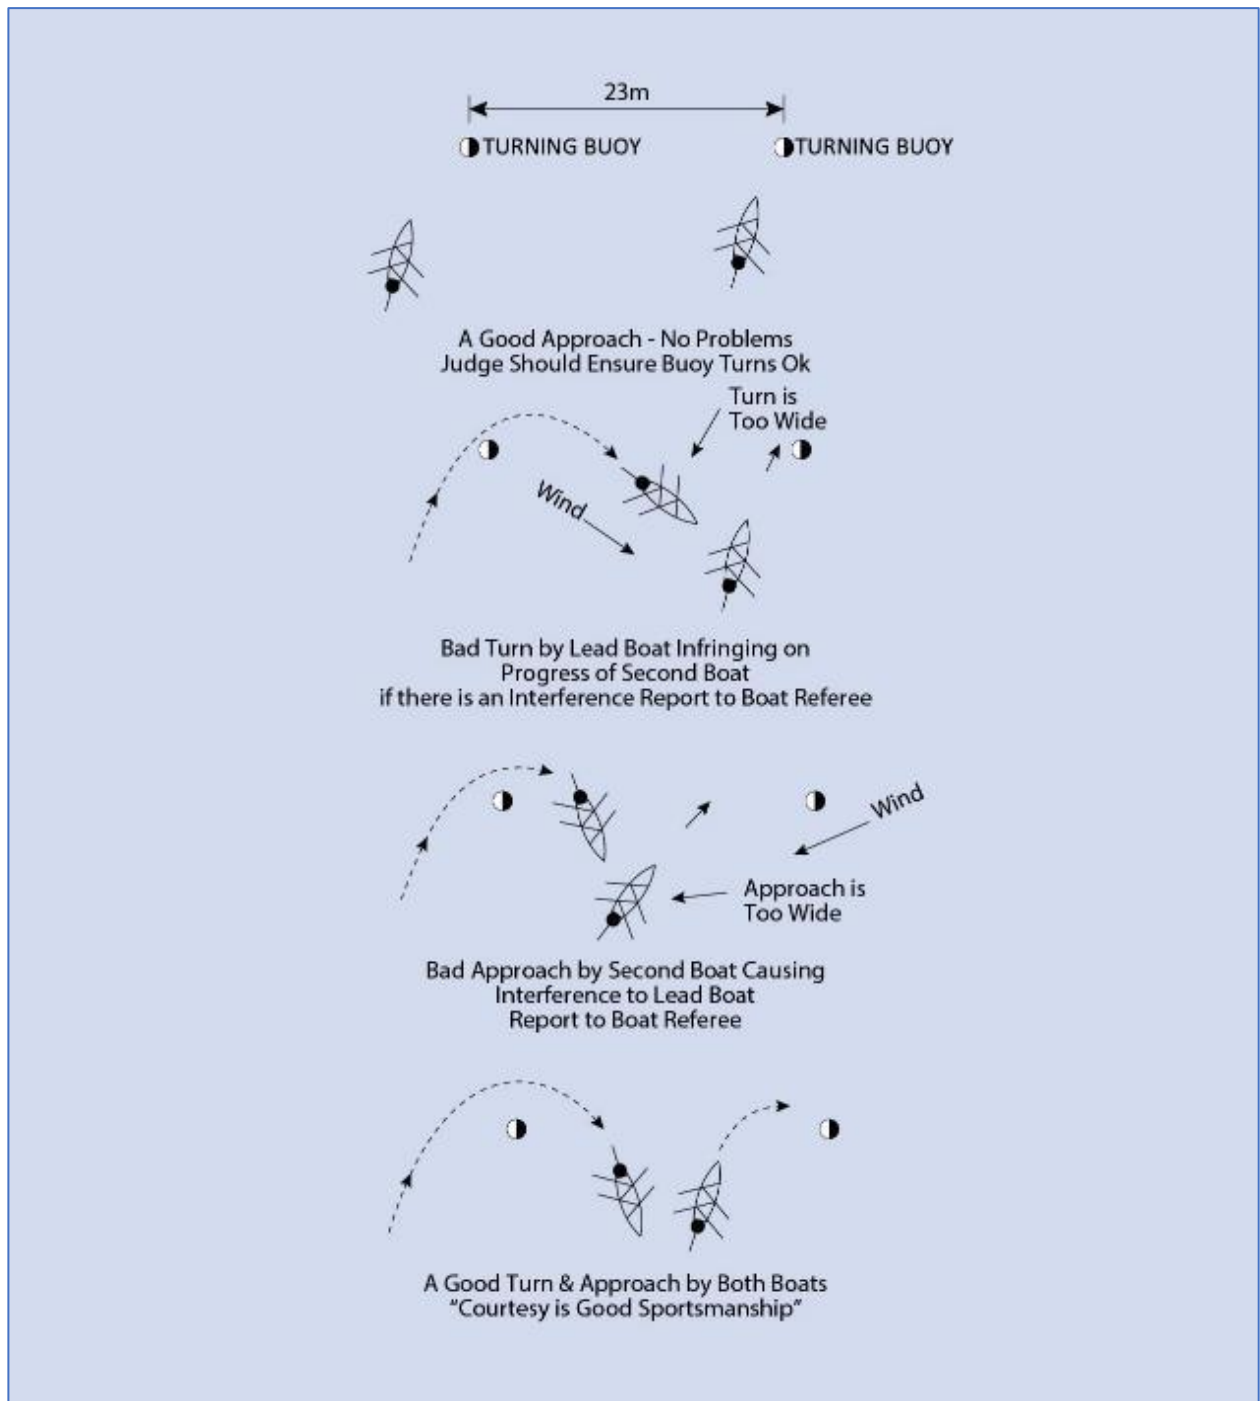 23m
TURNING BUOY
TURNING BUOY
A Good Approach - No Problems
Judge Should Ensure Buoy Turns Ok
Turn is
Too Wide
Wind
Bad Turn by Lead Boat Infringing on
Progress of Second Boat
if there is an Interference Report to Boat Referee
Wind
Approach is
Too Wide
Bad Approach by Second Boat Causing
Interference to Lead Boat
Report to Boat Referee
A Good Turn & Approach by Both Boats
“Courtesy is Good Sportsmanship”